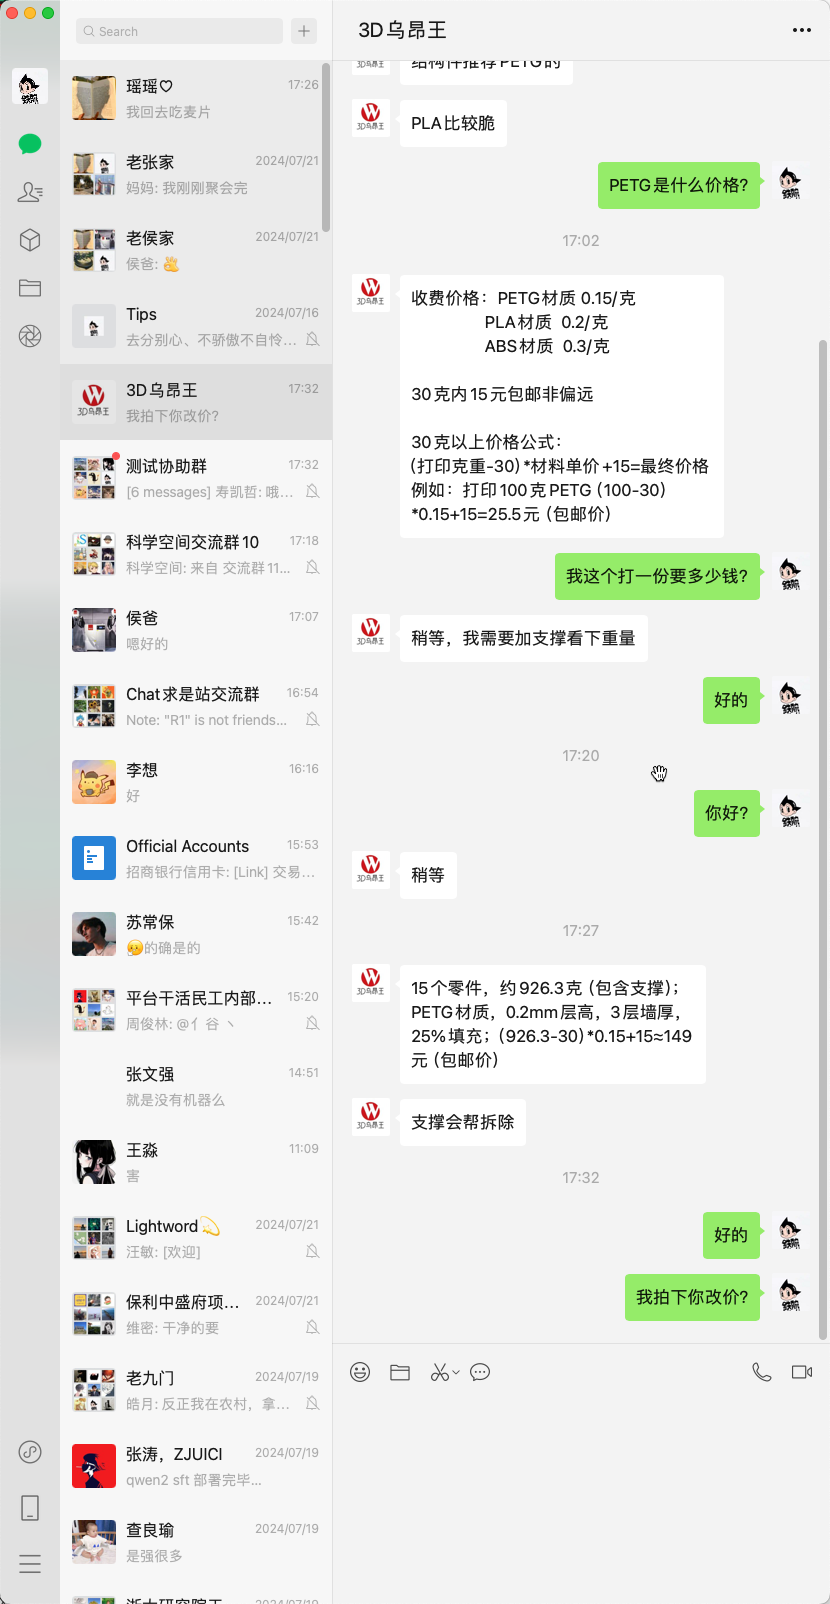 Search
瑶瑶♡
17:26
我回去吃麦片
老张家
2024/07/21
妈妈: 我刚刚聚会完
老侯家
2024/07/21
侯爸:
Tips
2024/07/16
去分别心、不骄傲不自怜...
3D乌昂王
17:32
我拍下你改价?
测试协助群
17:32
[6 messages] 寿凯哲: 哦...
科学空间交流群10
17:18
科学空间: 来自 交流群11...
侯爸
17:07
嗯好的
Chat求是站交流群
16:54
Note: "R1" is not friends...
李想
16:16
好
Official Accounts
15:53
招商银行信用卡: [Link] 交易...
苏常保
15:42
的确是的
平台干活民工内部...
15:20
周俊林: @亻谷丶
张文强
14:51
就是没有机器么
王淼
11:09
害
Lightword
2024/07/21
汪敏: [欢迎]
保利中盛府项...
2024/07/21
维密: 干净的要
老九门
2024/07/19
皓月: 反正我在农村，拿...
张涛，ZJUICI
2024/07/19
qwen2 sft 部署完毕...
查良瑜
2024/07/19
是强很多
3D乌昂王
结构件推荐PETG的
PLA比较脆
PETG是什么价格?
17:02
收费价格：PETG材质 0.15/克
PLA材质 0.2/克
ABS材质 0.3/克
30克内15元包邮非偏远
30克以上价格公式：
(打印克重-30)*材料单价+15=最终价格
例如：打印100克PETG (100-30)
*0.15+15=25.5元 (包邮价)
我这个打一份要多少钱?
稍等，我需要加支撑看下重量
好的
17:20
你好?
稍等
17:27
15个零件，约926.3克 (包含支撑)；
PETG材质，0.2mm层高，3层墙厚，
25%填充；(926.3-30)*0.15+15≈149
元 (包邮价)
支撑会帮拆除
17:32
好的
我拍下你改价?